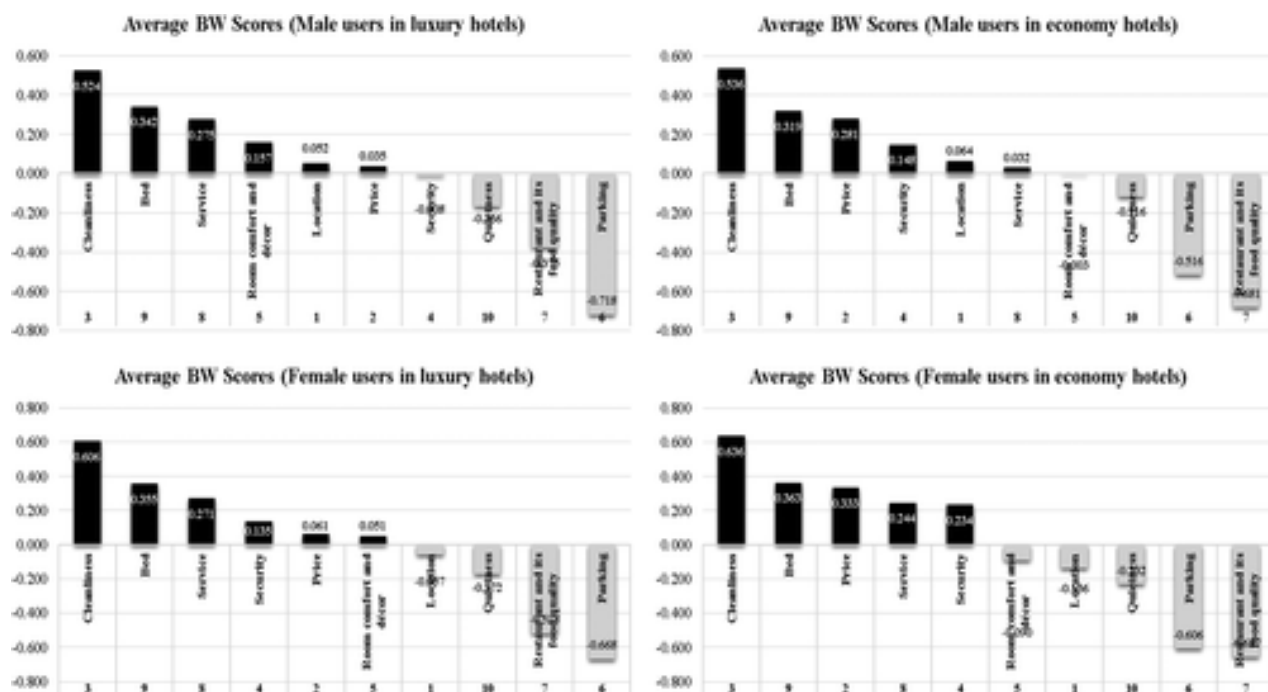 Average BW Scores (Male users in luxury hotels)
0.600
0.400
0.200
0.000
-0.200
-0.400
-0.600
-0.800
0.524
0.342
0.275
0.157
0.052
0.035
-0.718
Cleanliness
Bed
Service
Room comfort and
décor
Location
Price
Security
Quietness
Restaurant and its
food quality
Parking
3 9 8 5 1 2 4 10 7 6
Average BW Scores (Male users in economy hotels)
0.600
0.400
0.200
0.000
-0.200
-0.400
-0.600
-0.800
0.536
0.319
0.281
0.148
0.064
0.032
-0.003
-0.116
-0.516
-0.681
Cleanliness
Bed
Price
Security
Location
Service
Room comfort and
décor
Quietness
Parking
Restaurant and its
food quality
3 9 2 4 1 8 5 10 6 7
Average BW Scores (Female users in luxury hotels)
0.800
0.600
0.400
0.200
0.000
-0.200
-0.400
-0.600
-0.800
0.606
0.355
0.271
0.135
0.061
0.051
-0.668
Cleanliness
Bed
Service
Security
Price
Room comfort and
décor
Location
Quietness
Restaurant and its
food quality
Parking
3 9 8 4 2 5 1 10 7 6
Average BW Scores (Female users in economy hotels)
0.800
0.600
0.400
0.200
0.000
-0.200
-0.400
-0.600
-0.800
0.636
0.363
0.333
0.244
0.234
-0.606
Cleanliness
Bed
Price
Service
Security
Room comfort and
décor
Location
Quietness
Parking
Restaurant and its
food quality
3 9 2 8 4 5 1 10 6 7